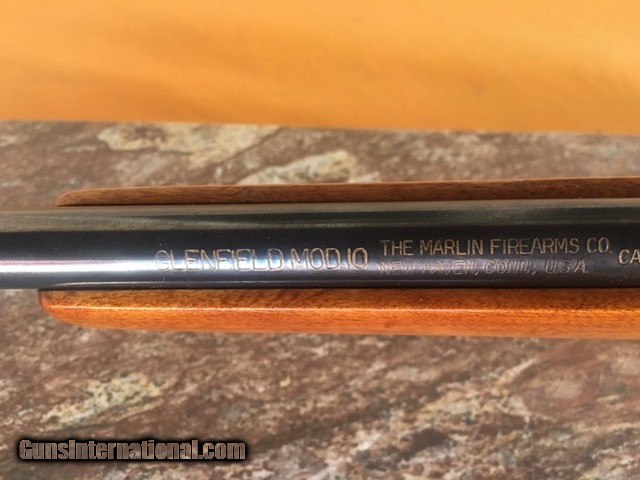 GLENFIELD MOD.10
THE MARLIN FIREARMS CO.
NEW HAVEN, CONN., U.S.A.
CA
GunsInternational.com